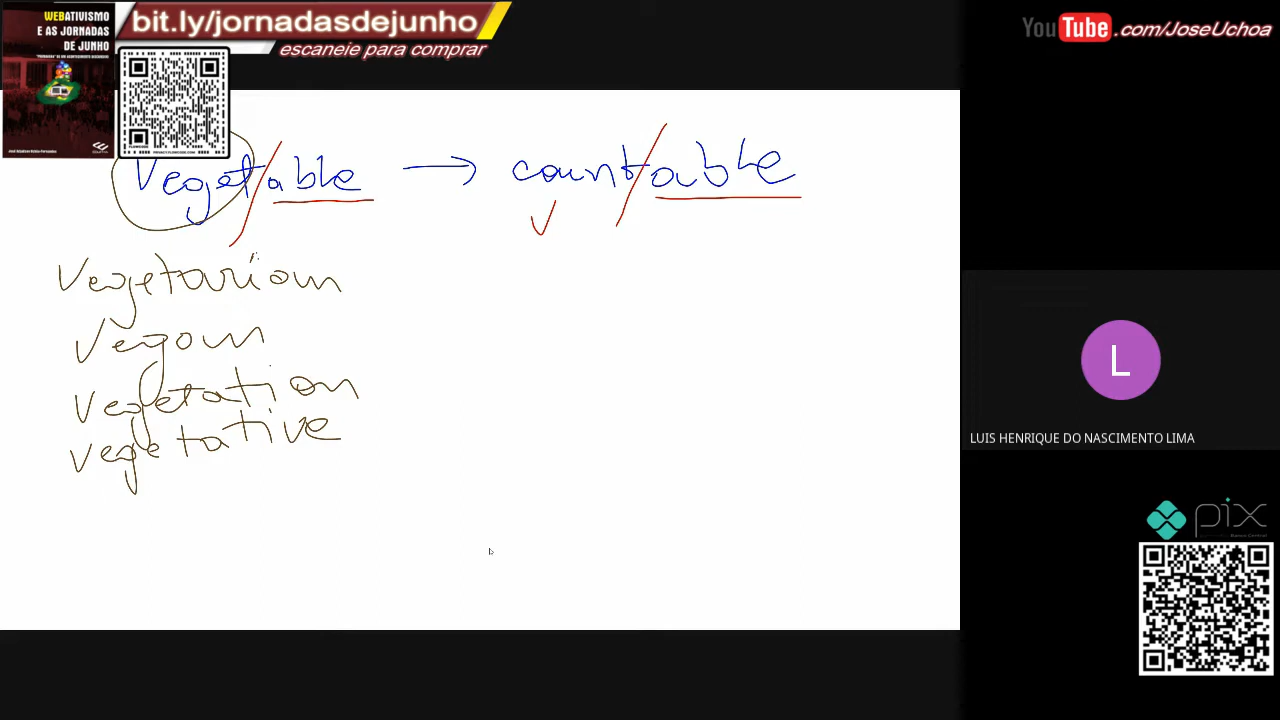 WEBATIVISMO
E AS JORNADAS
DE JUNHO
bit.ly/jornadasdejunho
escaneie para comprar
YouTube.com/JoseUchoa
Vegetable → countable
Vegetarian
Vegan
vegetation
vegetative
L
LUIS HENRIQUE DO NASCIMENTO LIMA
pix